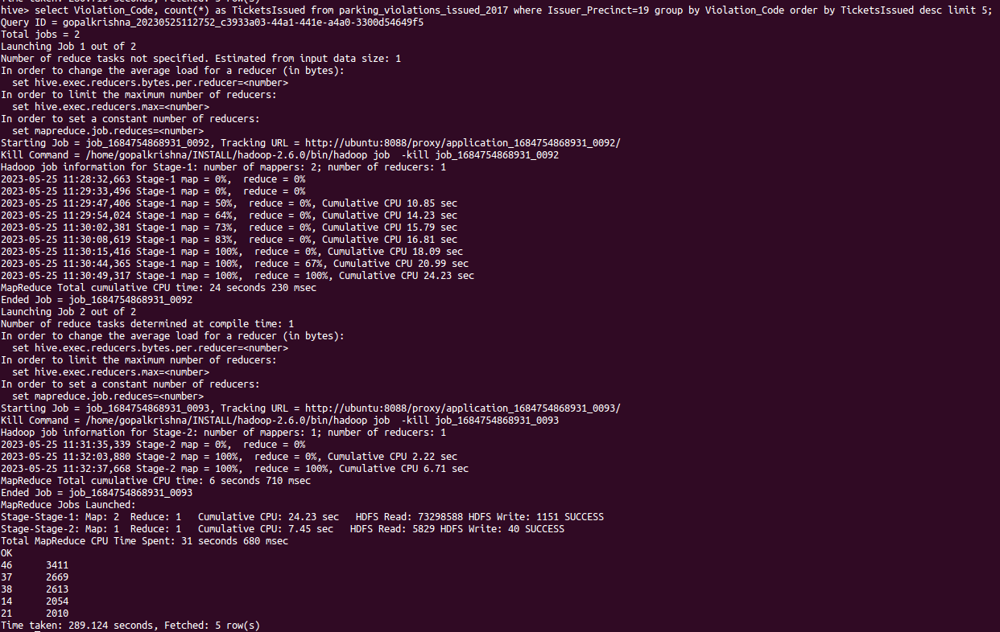 Time taken: 280.713 seconds, Fetched: 5 row(s)
hive> select Violation_Code, count(*) as TicketsIssued from parking_violations_issued_2017 where Issuer_Precinct=19 group by Violation_Code order by TicketsIssued desc limit 5;
Query ID = gopalkrishna_20230525112752_c3933a03-44a1-441e-a4a0-3300d54649f5
Total jobs = 2
Launching Job 1 out of 2
Number of reduce tasks not specified. Estimated from input data size: 1
In order to change the average load for a reducer (in bytes):
  set hive.exec.reducers.bytes.per.reducer=<number>
In order to limit the maximum number of reducers:
  set hive.exec.reducers.max=<number>
In order to set a constant number of reducers:
  set mapreduce.job.reduces=<number>
Starting Job = job_1684754868931_0092, Tracking URL = http://ubuntu:8088/proxy/application_1684754868931_0092/
Kill Command = /home/gopalkrishna/INSTALL/hadoop-2.6.0/bin/hadoop job  -kill job_1684754868931_0092
Hadoop job information for Stage-1: number of mappers: 2; number of reducers: 1
2023-05-25 11:28:32,663 Stage-1 map = 0%,  reduce = 0%
2023-05-25 11:29:33,496 Stage-1 map = 0%,  reduce = 0%
2023-05-25 11:29:47,406 Stage-1 map = 50%,  reduce = 0%, Cumulative CPU 10.85 sec
2023-05-25 11:29:54,024 Stage-1 map = 64%,  reduce = 0%, Cumulative CPU 14.23 sec
2023-05-25 11:30:02,381 Stage-1 map = 73%,  reduce = 0%, Cumulative CPU 15.79 sec
2023-05-25 11:30:08,619 Stage-1 map = 83%,  reduce = 0%, Cumulative CPU 16.81 sec
2023-05-25 11:30:15,416 Stage-1 map = 100%,  reduce = 0%, Cumulative CPU 18.09 sec
2023-05-25 11:30:44,365 Stage-1 map = 100%,  reduce = 67%, Cumulative CPU 20.99 sec
2023-05-25 11:30:49,317 Stage-1 map = 100%,  reduce = 100%, Cumulative CPU 24.23 sec
MapReduce Total cumulative CPU time: 24 seconds 230 msec
Ended Job = job_1684754868931_0092
Launching Job 2 out of 2
Number of reduce tasks determined at compile time: 1
In order to change the average load for a reducer (in bytes):
  set hive.exec.reducers.bytes.per.reducer=<number>
In order to limit the maximum number of reducers:
  set hive.exec.reducers.max=<number>
In order to set a constant number of reducers:
  set mapreduce.job.reduces=<number>
Starting Job = job_1684754868931_0093, Tracking URL = http://ubuntu:8088/proxy/application_1684754868931_0093/
Kill Command = /home/gopalkrishna/INSTALL/hadoop-2.6.0/bin/hadoop job  -kill job_1684754868931_0093
Hadoop job information for Stage-2: number of mappers: 1; number of reducers: 1
2023-05-25 11:31:35,339 Stage-2 map = 0%,  reduce = 0%
2023-05-25 11:32:03,880 Stage-2 map = 100%,  reduce = 0%, Cumulative CPU 2.22 sec
2023-05-25 11:32:37,668 Stage-2 map = 100%,  reduce = 100%, Cumulative CPU 6.71 sec
MapReduce Total cumulative CPU time: 6 seconds 710 msec
Ended Job = job_1684754868931_0093
MapReduce Jobs Launched:
Stage-Stage-1: Map: 2  Reduce: 1   Cumulative CPU: 24.23 sec   HDFS Read: 73298588 HDFS Write: 1151 SUCCESS
Stage-Stage-2: Map: 1  Reduce: 1   Cumulative CPU: 7.45 sec   HDFS Read: 5829 HDFS Write: 40 SUCCESS
Total MapReduce CPU Time Spent: 31 seconds 680 msec
OK
46      3411
37      2669
38      2613
14      2054
21      2010
Time taken: 289.124 seconds, Fetched: 5 row(s)